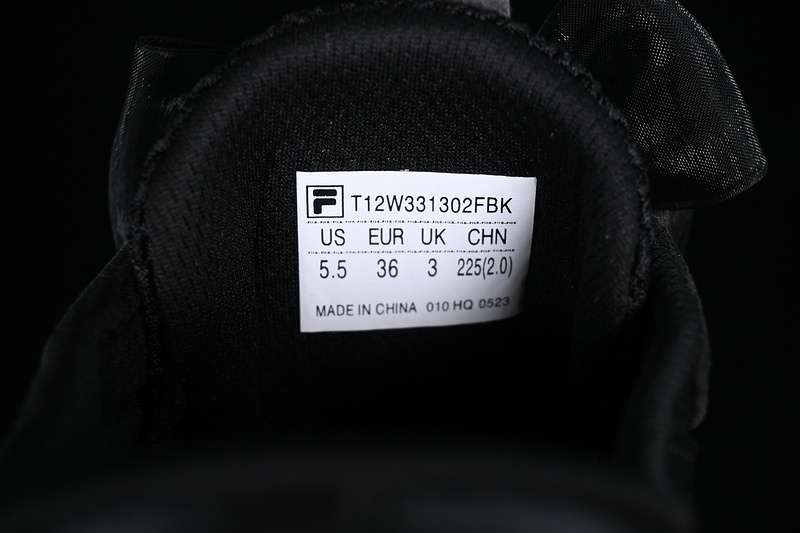 T12W331302FBK
US EUR UK CHN
5.5 36 3 225(2.0)
MADE IN CHINA 010 HQ 0523